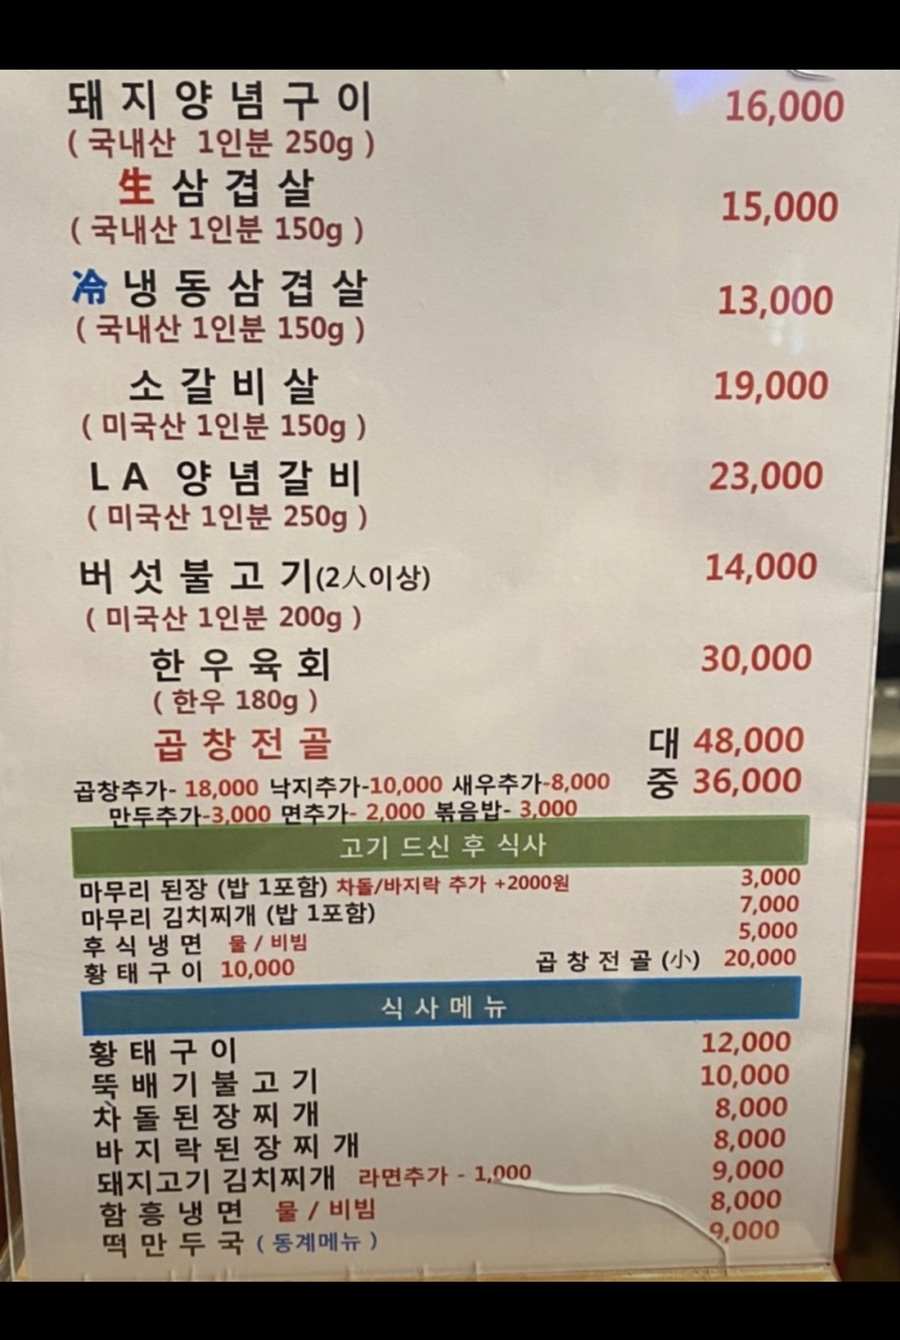 돼지양념구이 16,000
( 국내산 1인분 250g )
生 삼겹살 15,000
( 국내산 1인분 150g )
冷 냉동삼겹살 13,000
( 국내산 1인분 150g )
소갈비살 19,000
( 미국산 1인분 150g )
LA 양념갈비 23,000
( 미국산 1인분 250g )
버섯불고기(2人이상) 14,000
( 미국산 1인분 200g )
한우육회 30,000
( 한우 180g )
곱창전골 대 48,000
중 36,000
곱창추가- 18,000 낙지추가-10,000 새우추가-8,000
만두추가-3,000 면추가- 2,000 볶음밥- 3,000
고기 드신 후 식사
마무리 된장 (밥 1포함) 차돌/바지락 추가 +2000원 3,000
마무리 김치찌개 (밥 1포함) 7,000
후식냉면 물 / 비빔 5,000
황태구이 10,000 곱창전골(小) 20,000
식사메뉴
황태구이 12,000
뚝배기불고기 10,000
차돌된장찌개 8,000
바지락된장찌개 8,000
돼지고기 김치찌개 라면추가 - 1,000 9,000
함흥냉면 물 / 비빔 8,000
떡만두국 ( 동계메뉴 ) 9,000